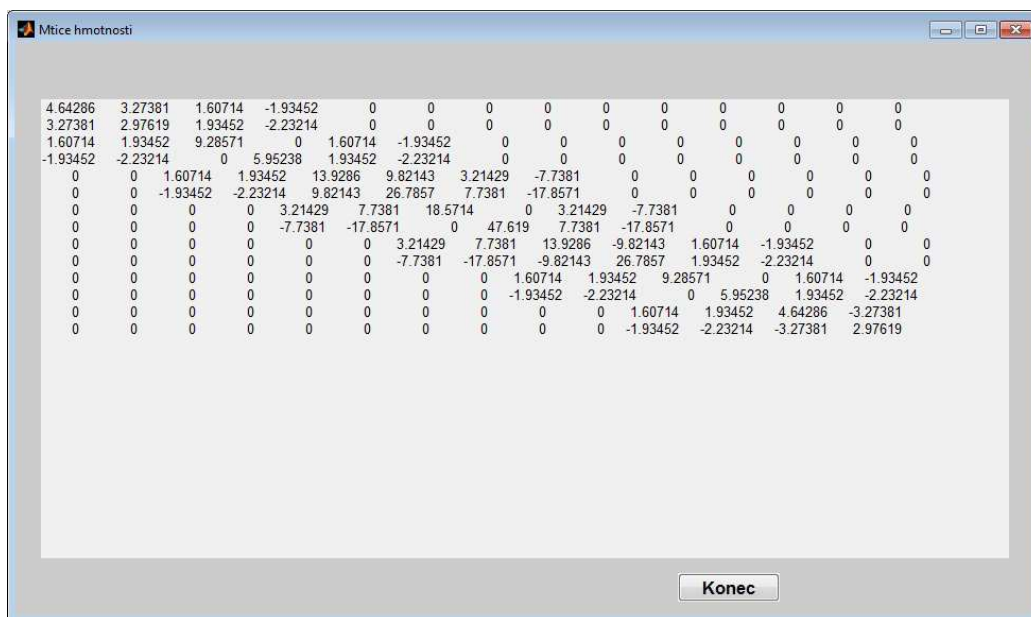 Mtice hmotnosti
4.64286 3.27381 1.60714 -1.93452 0 0 0 0 0 0 0 0 0 0
3.27381 2.97619 1.93452 -2.23214 0 0 0 0 0 0 0 0 0 0
1.60714 1.93452 9.28571 0 1.60714 -1.93452 0 0 0 0 0 0 0 0
-1.93452 -2.23214 0 5.95238 1.93452 -2.23214 0 0 0 0 0 0 0 0
0 0 1.60714 1.93452 13.9286 9.82143 3.21429 -7.7381 0 0 0 0 0 0
0 0 -1.93452 -2.23214 9.82143 26.7857 7.7381 -17.8571 0 0 0 0 0 0
0 0 0 0 3.21429 7.7381 18.5714 0 3.21429 -7.7381 0 0 0 0
0 0 0 0 -7.7381 -17.8571 0 47.619 7.7381 -17.8571 0 0 0 0
0 0 0 0 0 0 3.21429 7.7381 13.9286 -9.82143 1.60714 -1.93452 0 0
0 0 0 0 0 0 -7.7381 -17.8571 -9.82143 26.7857 1.93452 -2.23214 0 0
0 0 0 0 0 0 0 0 1.60714 1.93452 9.28571 0 1.60714 -1.93452
0 0 0 0 0 0 0 0 -1.93452 -2.23214 0 5.95238 1.93452 -2.23214
0 0 0 0 0 0 0 0 0 0 1.60714 1.93452 4.64286 -3.27381
0 0 0 0 0 0 0 0 0 0 -1.93452 -2.23214 -3.27381 2.97619
Konec